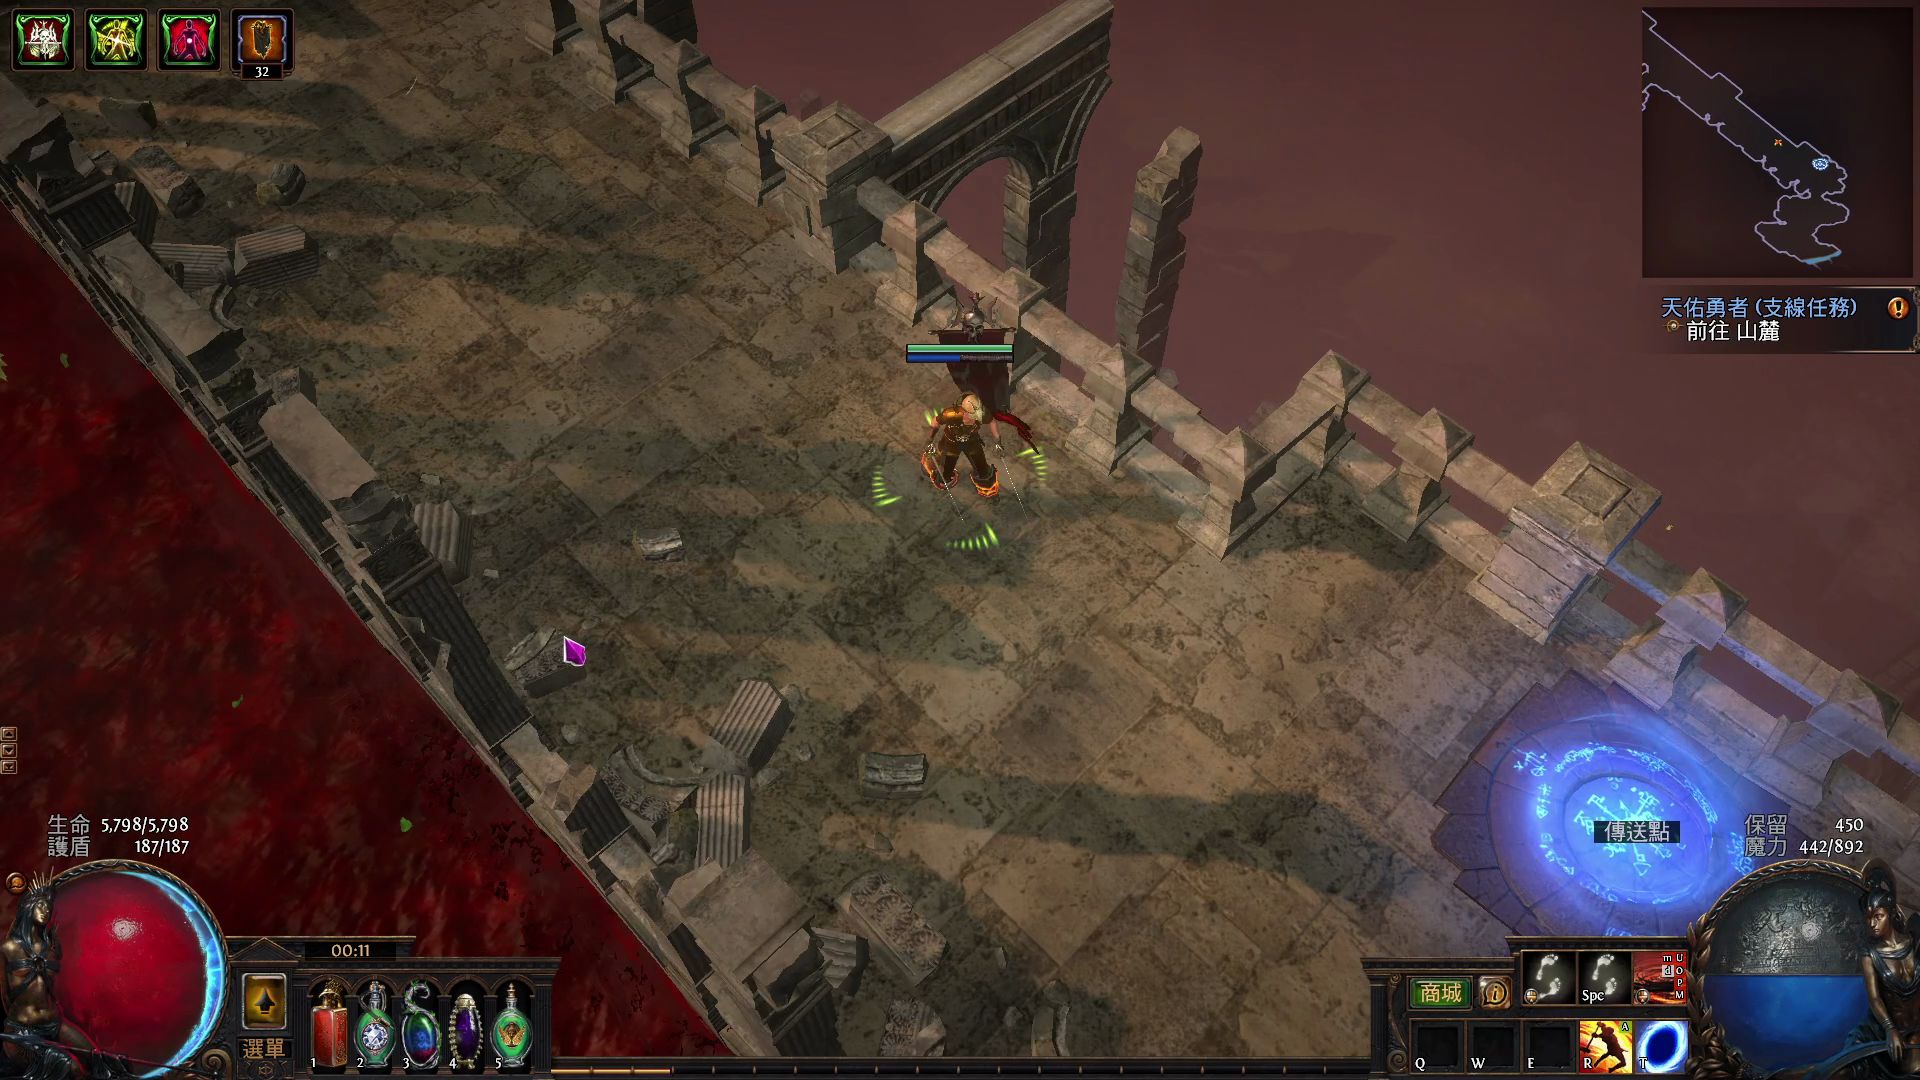 32
天佑勇者 (支線任務)
前往 山麓
生命 5,798/5,798
護盾 187/187
傳送點
保留 450
魔力 442/892
00:11
選單
1
2
3
4
5
商城
Spc
Q
W
E
R
A
T